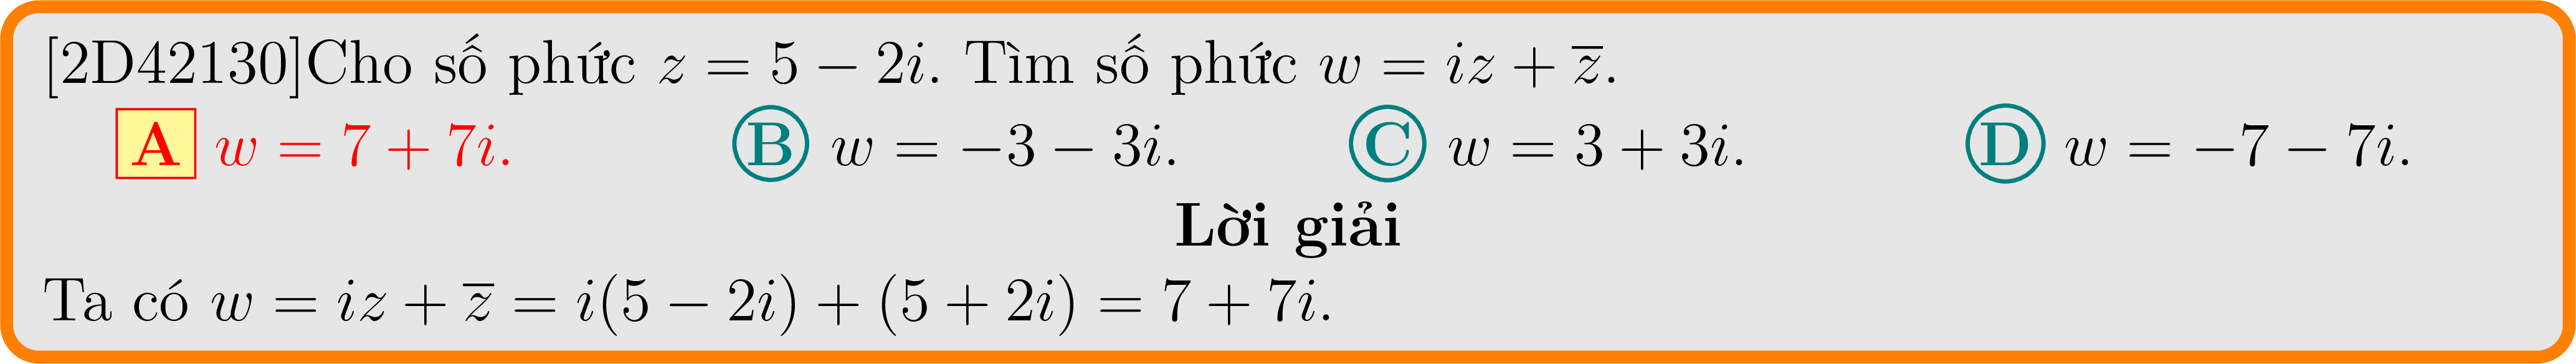 [2D42130]Cho số phức $z = 5 - 2i$. Tìm số phức $w = iz + \overline{z}$.
A $w = 7 + 7i$. B $w = -3 - 3i$. C $w = 3 + 3i$. D $w = -7 - 7i$.
Lời giải
Ta có $w = iz + \overline{z} = i(5 - 2i) + (5 + 2i) = 7 + 7i$.